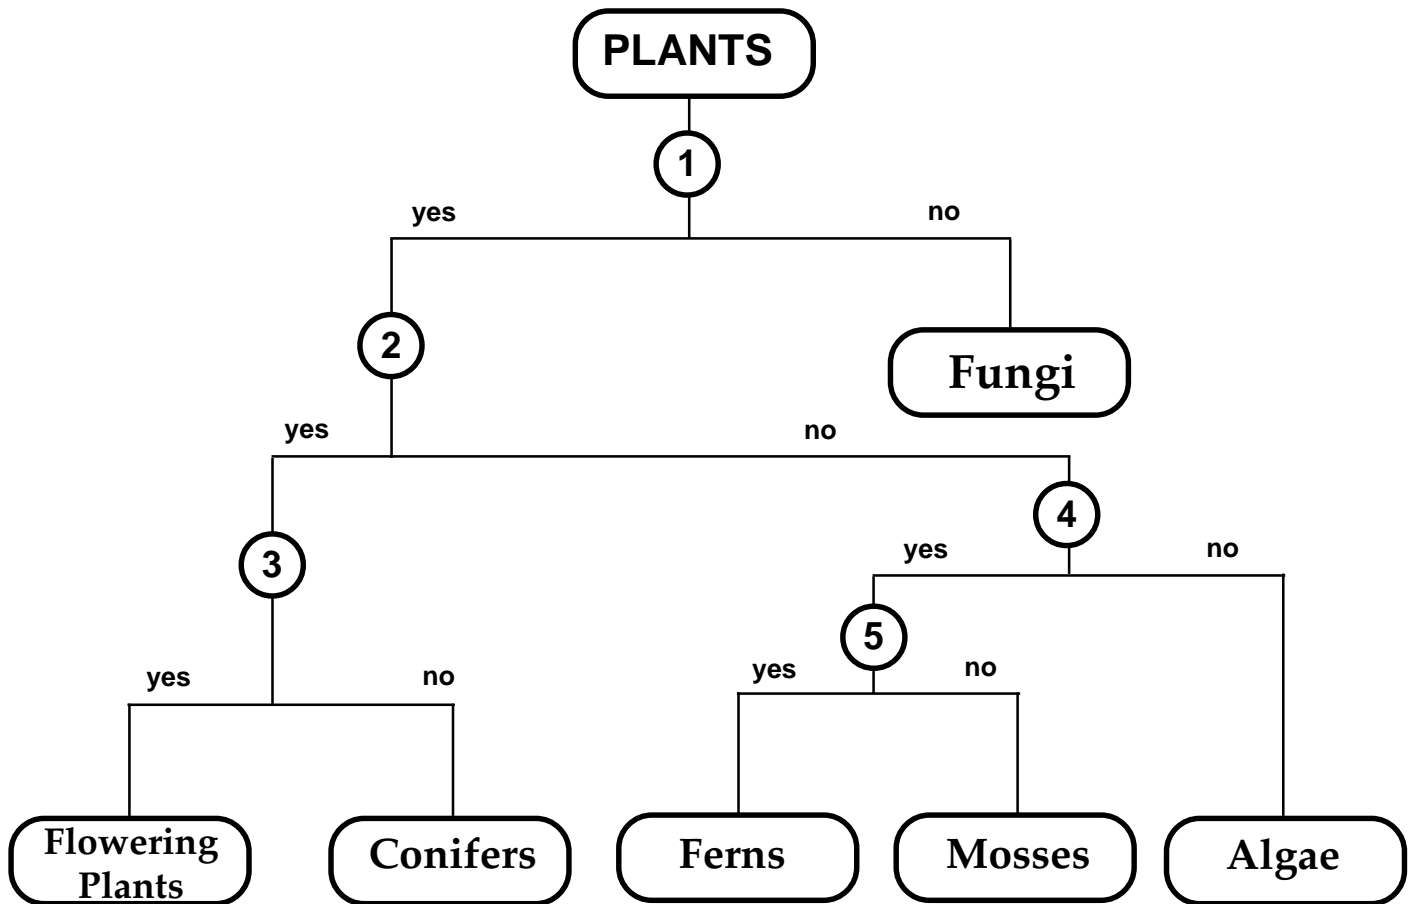 PLANTS
1
yes
no
2
Fungi
yes
no
4
3
yes
no
5
yes
no
yes
no
Flowering
Plants
Conifers
Ferns
Mosses
Algae